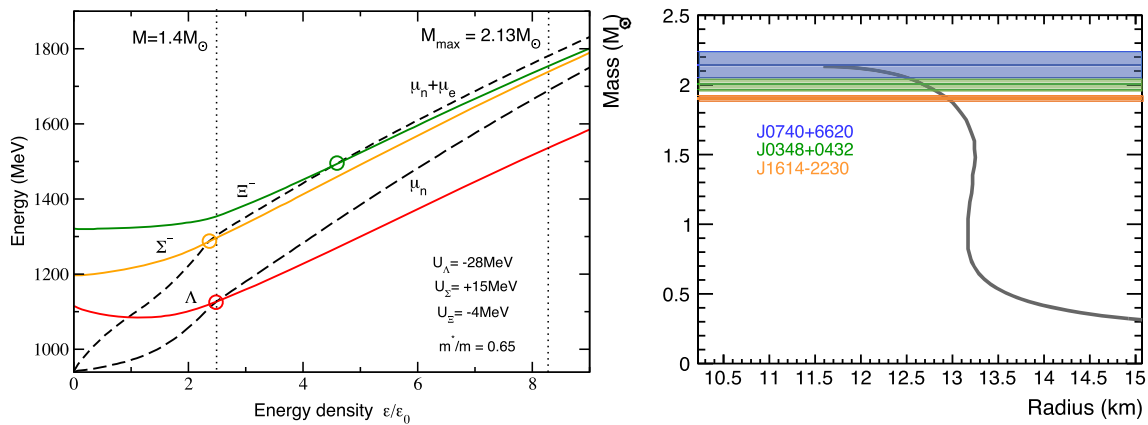 M=1.4M☉
M_max = 2.13M☉
μ_n+μ_e
Ξ⁻
μ_n
Σ⁻
Λ
U_Λ= -28MeV
U_Σ= +15MeV
U_Ξ= -4MeV
m*/m = 0.65
1800
1600
1400
1200
1000
Energy (MeV)
0 2 4 6 8
Energy density ε/ε₀
Mass (M☉)
2.5
2
1.5
1
0.5
0
J0740+6620
J0348+0432
J1614-2230
10.5 11 11.5 12 12.5 13 13.5 14 14.5 15
Radius (km)